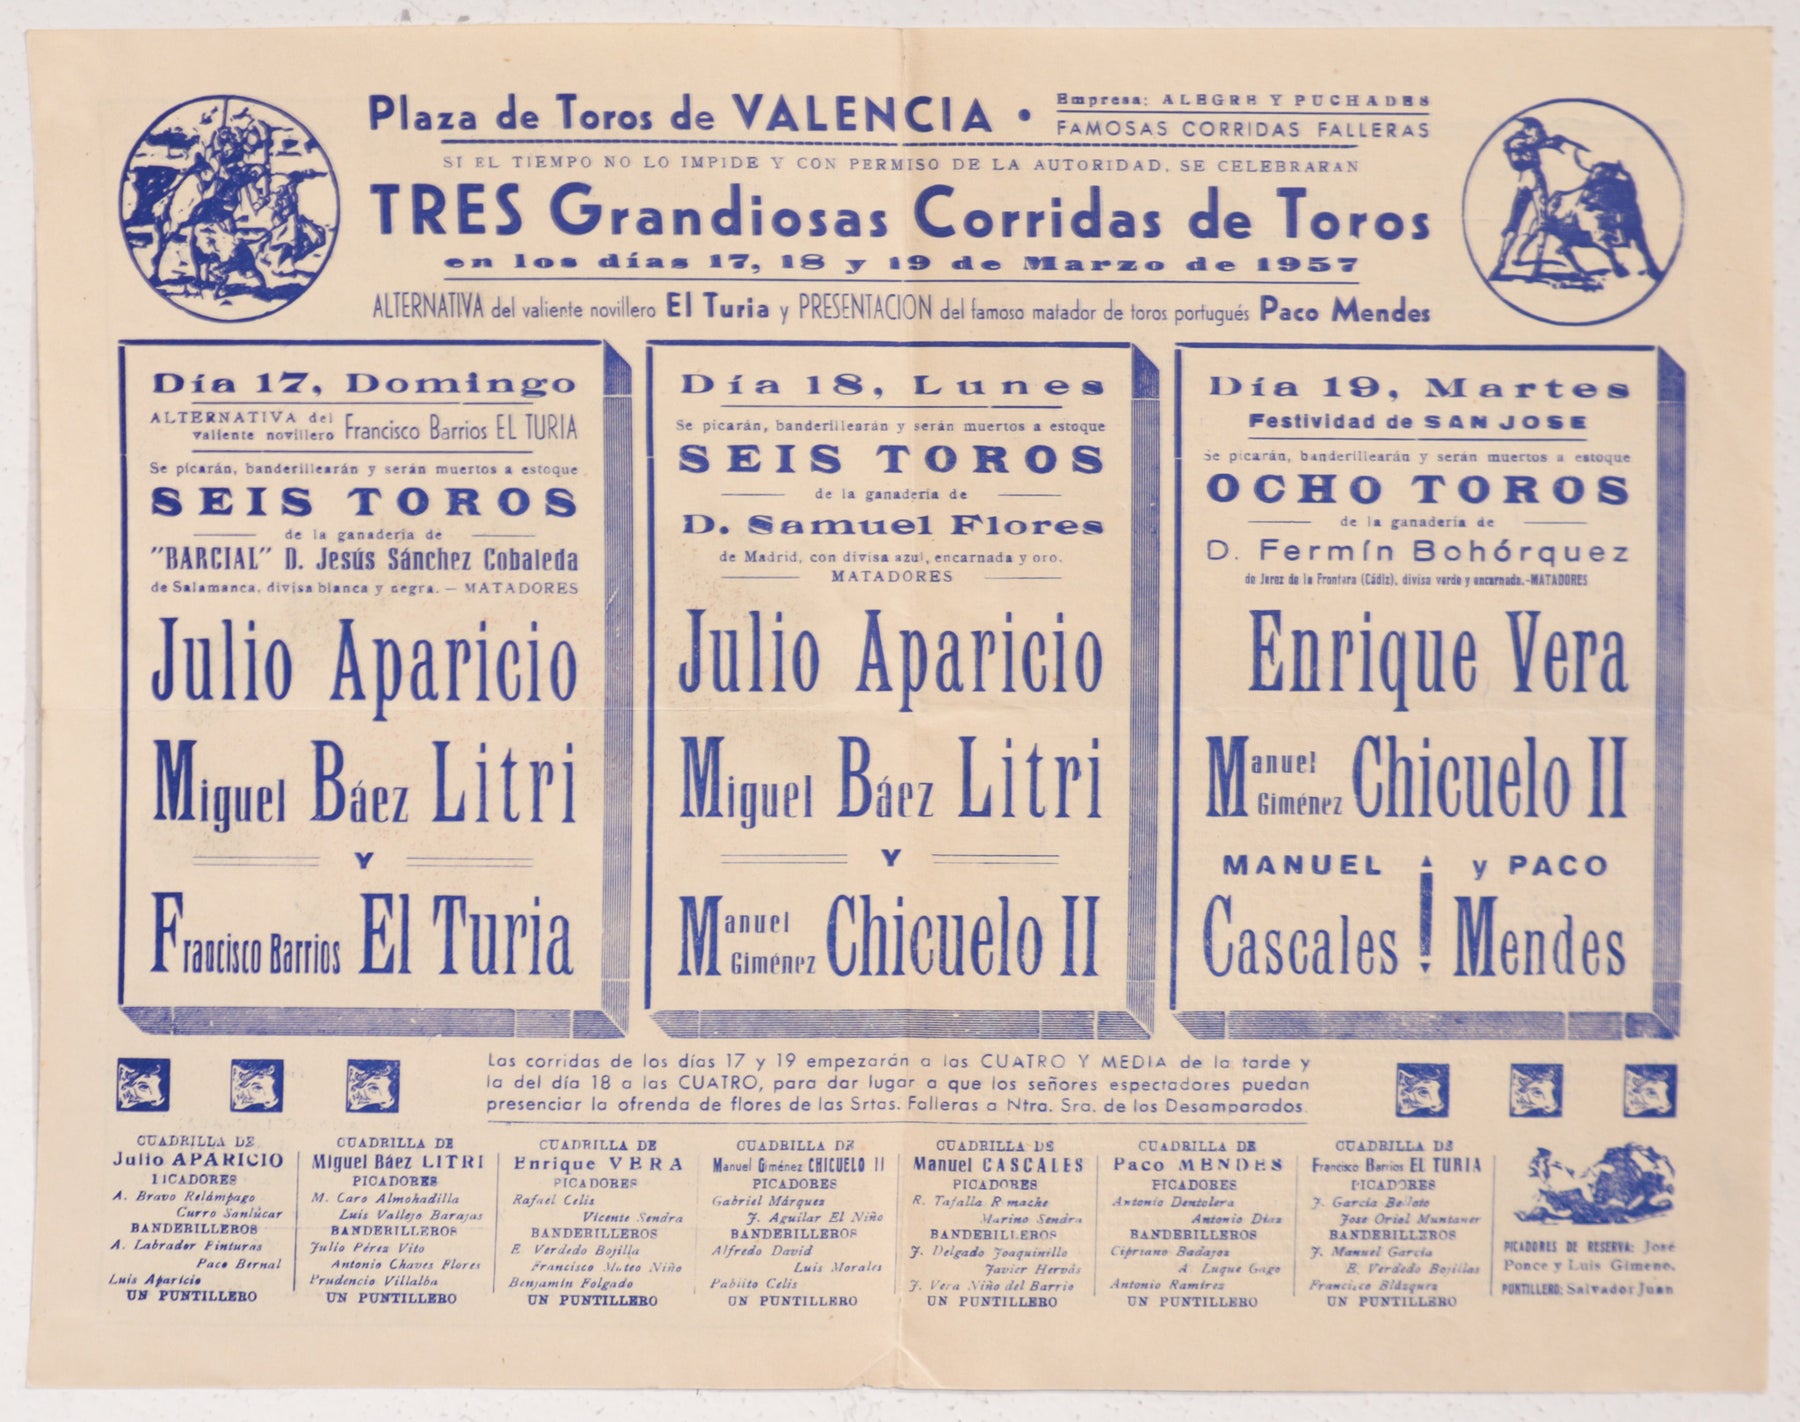 Plaza de Toros de VALENCIA •
Empresa: ALEGRE Y PUCHADES
FAMOSAS CORRIDAS FALLERAS
SI EL TIEMPO NO LO IMPIDE Y CON PERMISO DE LA AUTORIDAD, SE CELEBRARAN
TRES Grandiosas Corridas de Toros
en los días 17, 18 y 19 de Marzo de 1957
ALTERNATIVA del valiente novillero El Turia y PRESENTACION del famoso matador de toros portugués Paco Mendes
Día 17, Domingo
ALTERNATIVA del
valiente novillero Francisco Barrios EL TURIA
Se picarán, banderillearán y serán muertos a estoque
SEIS TOROS
de la ganadería de
"BARCIAL" D. Jesús Sánchez Cobaleda
de Salamanca, divisa blanca y negra. — MATADORES
Julio Aparicio
Miguel Báez Litri
Y
Francisco Barrios El Turia
Día 18, Lunes
Se picarán, banderillearán y serán muertos a estoque
SEIS TOROS
de la ganadería de
D. Samuel Flores
de Madrid, con divisa azul, encarnada y oro.
MATADORES
Julio Aparicio
Miguel Báez Litri
Y
Manuel Giménez Chicuelo II
Día 19, Martes
Festividad de SAN JOSE
Se picarán, banderillearán y serán muertos a estoque
OCHO TOROS
de la ganadería de
D. Fermín Bohórquez
de Jerez de la Frontera (Cádiz), divisa verde y encarnada.-MATADORES
Enrique Vera
Manuel Giménez Chicuelo II
MANUEL y PACO
Cascales Mendes
Las corridas de los días 17 y 19 empezarán a las CUATRO Y MEDIA de la tarde y
la del día 18 a las CUATRO, para dar lugar a que los señores espectadores puedan
presenciar la ofrenda de flores de las Srtas. Falleras a Ntra. Sra. de los Desamparados.
CUADRILLA DE
Julio APARICIO
PICADORES
A. Bravo Relámpago
Curro Sanlúcar
BANDERILLEROS
A. Labrador Pinturas
Paco Bernal
Luis Aparicio
UN PUNTILLERO
CUADRILLA DE
Miguel Báez LITRI
PICADORES
M. Caro Almohadilla
Luis Vallejo Barajas
BANDERILLEROS
Julio Pérez Vito
Antonio Chaves Flores
Prudencio Villalba
UN PUNTILLERO
CUADRILLA DE
Enrique VERA
PICADORES
Rafael Celis
Vicente Sendra
BANDERILLEROS
E. Verdedo Bojilla
Francisco Mateo Niño
Benjamín Folgado
UN PUNTILLERO
CUADRILLA DE
Manuel Giménez CHICUELO II
PICADORES
Gabriel Márquez
J. Aguilar El Niño
BANDERILLEROS
Alfredo David
Luis Morales
Pablito Celis
UN PUNTILLERO
CUADRILLA DE
Manuel CASCALES
PICADORES
R. Tafalla
Marino Sendra
BANDERILLEROS
J. Delgado Joaquinillo
Javier Hervás
J. Vera Niño del Barrio
UN PUNTILLERO
CUADRILLA DE
Paco MENDES
PICADORES
Antonio Dentolera
Antonio Díaz
BANDERILLEROS
Cipriano Badajoz
A. Luque Gago
Antonio Ramírez
UN PUNTILLERO
CUADRILLA DE
Francisco Barrios EL TURIA
PICADORES
J. García
José Oriol Muntaner
BANDERILLEROS
J. Manuel García
E. Verdedo Bojillas
Francisco Blázquez
UN PUNTILLERO
PICADORES DE RESERVA: José
Ponce y Luis Gimeno.
PUNTILLERO: Salvador Juan